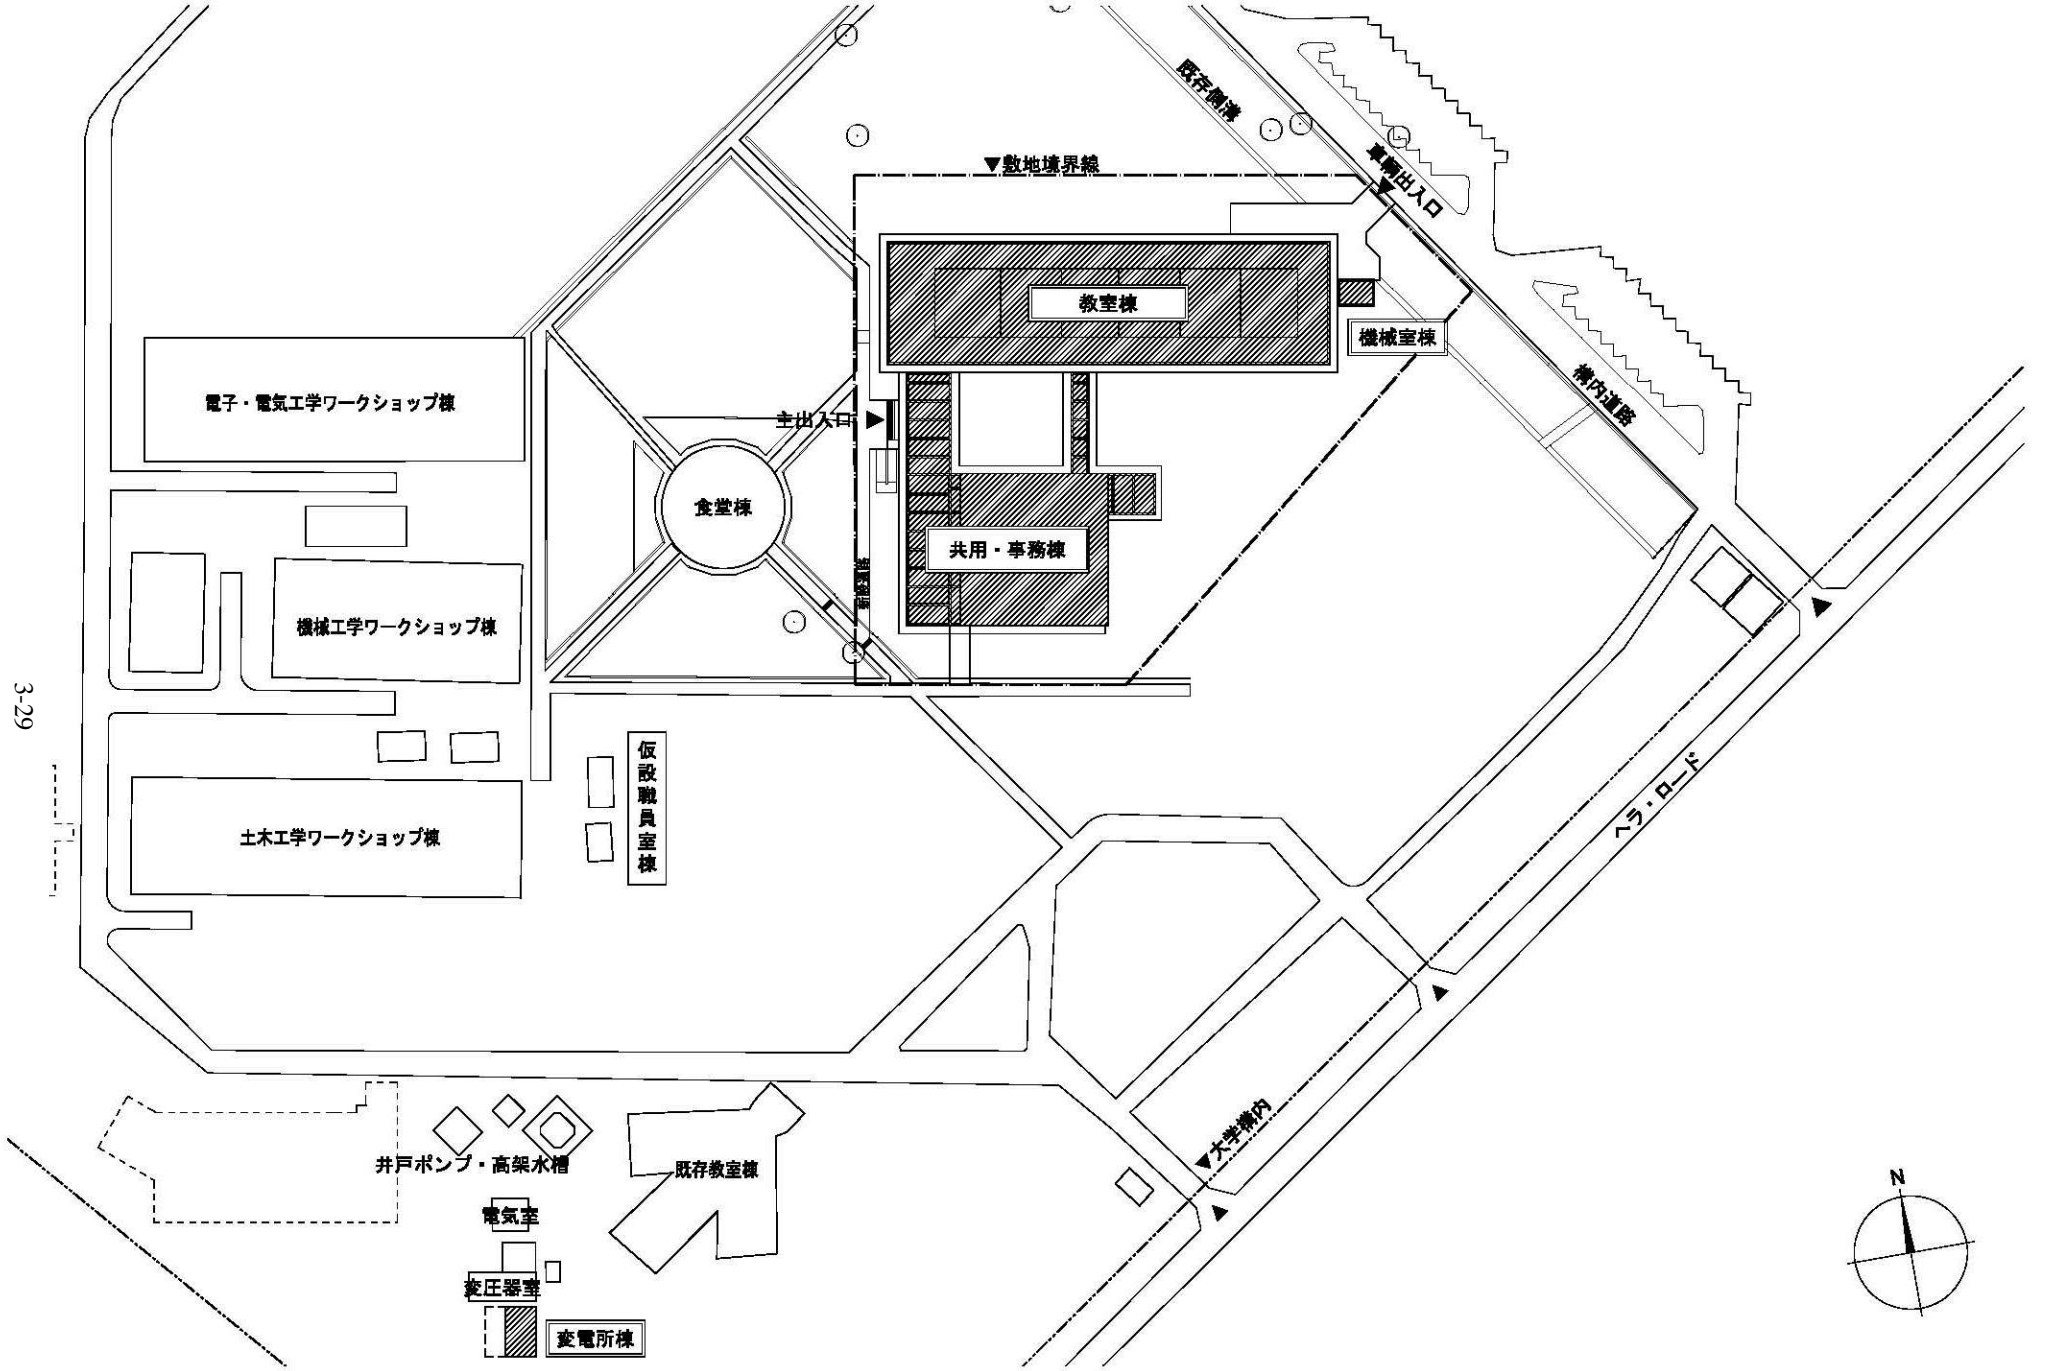 既存側溝
車輌出入口
▼敷地境界線
教室棟
機械室棟
構内道路
電子・電気工学ワークショップ棟
主出入口
食堂棟
共用・事務棟
機械工学ワークショップ棟
3-29
仮設職員室棟
ヘラ・ロード
土木工学ワークショップ棟
▼大学構内
井戸ポンプ・高架水槽
既存教室棟
N
電気室
変圧器室
変電所棟